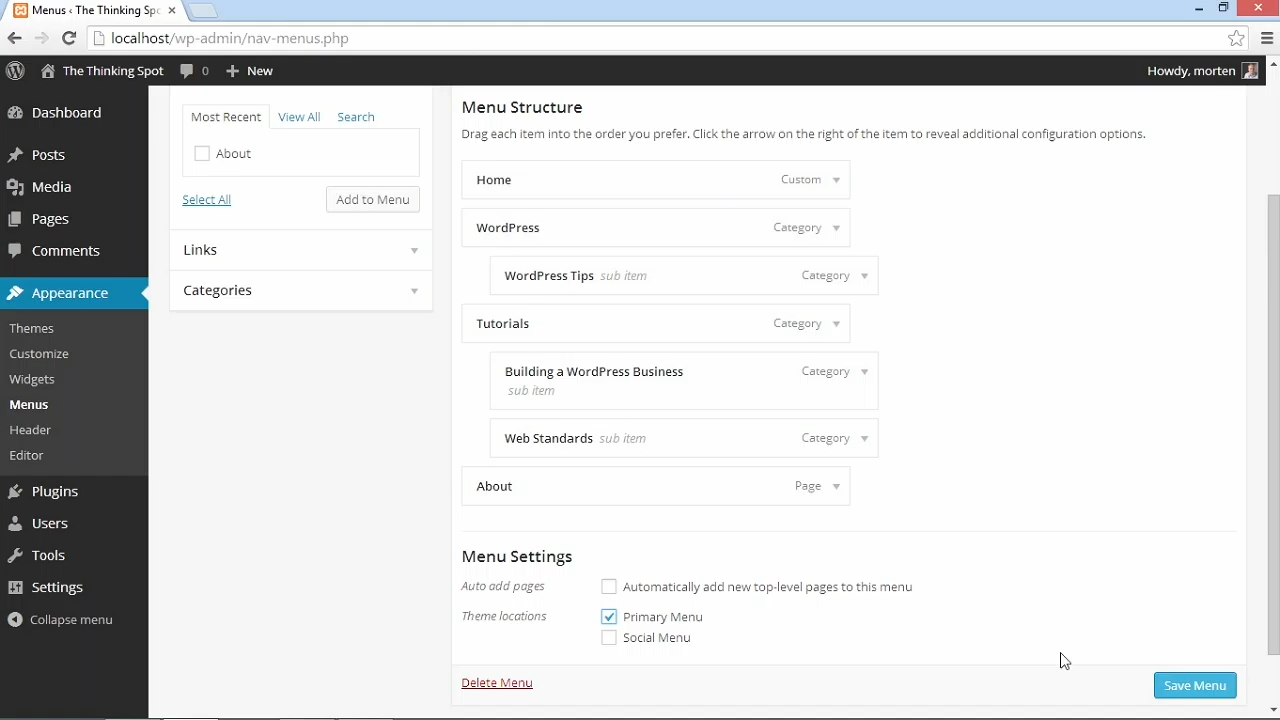 Menus ‹ The Thinking Spo
localhost/wp-admin/nav-menus.php
The Thinking Spot 0 New Howdy, morten
Dashboard
Posts
Media
Pages
Comments
Appearance
Themes
Customize
Widgets
Menus
Header
Editor
Plugins
Users
Tools
Settings
Collapse menu
Most Recent View All Search
About
Select All Add to Menu
Links
Categories
Menu Structure
Drag each item into the order you prefer. Click the arrow on the right of the item to reveal additional configuration options.
Home Custom
WordPress Category
WordPress Tips sub item Category
Tutorials Category
Building a WordPress Business Category
sub item
Web Standards sub item Category
About Page
Menu Settings
Auto add pages Automatically add new top-level pages to this menu
Theme locations Primary Menu
Social Menu
Delete Menu Save Menu